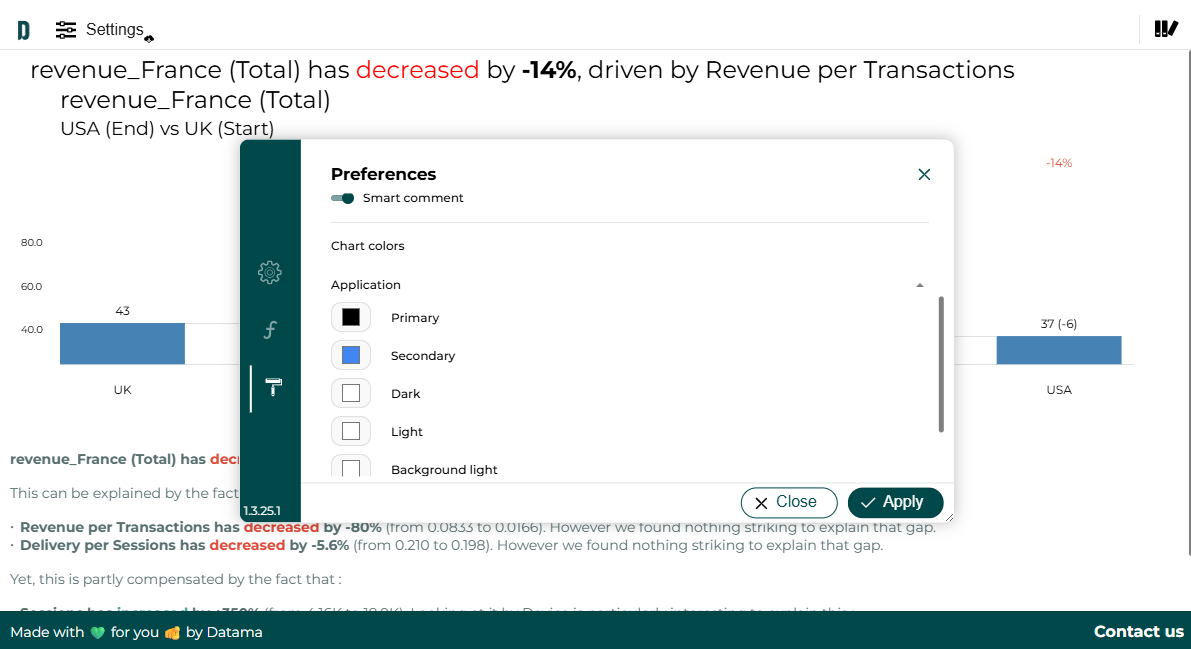 Settings
revenue_France (Total) has decreased by -14%, driven by Revenue per Transactions
revenue_France (Total)
USA (End) vs UK (Start)
-14%
80.0
60.0
40.0
43
37 (-6)
UK
USA
Preferences
Smart comment
Chart colors
Application
Primary
Secondary
Dark
Light
Background light
1.3.25.1
Close
Apply
revenue_France (Total) has
This can be explained by the fact
· Revenue per Transactions has decreased by -80% (from 0.0833 to 0.0166). However we found nothing striking to explain that gap.
· Delivery per Sessions has decreased by -5.6% (from 0.210 to 0.198). However we found nothing striking to explain that gap.
Yet, this is partly compensated by the fact that :
Made with 💚 for you 🫵 by Datama
Contact us